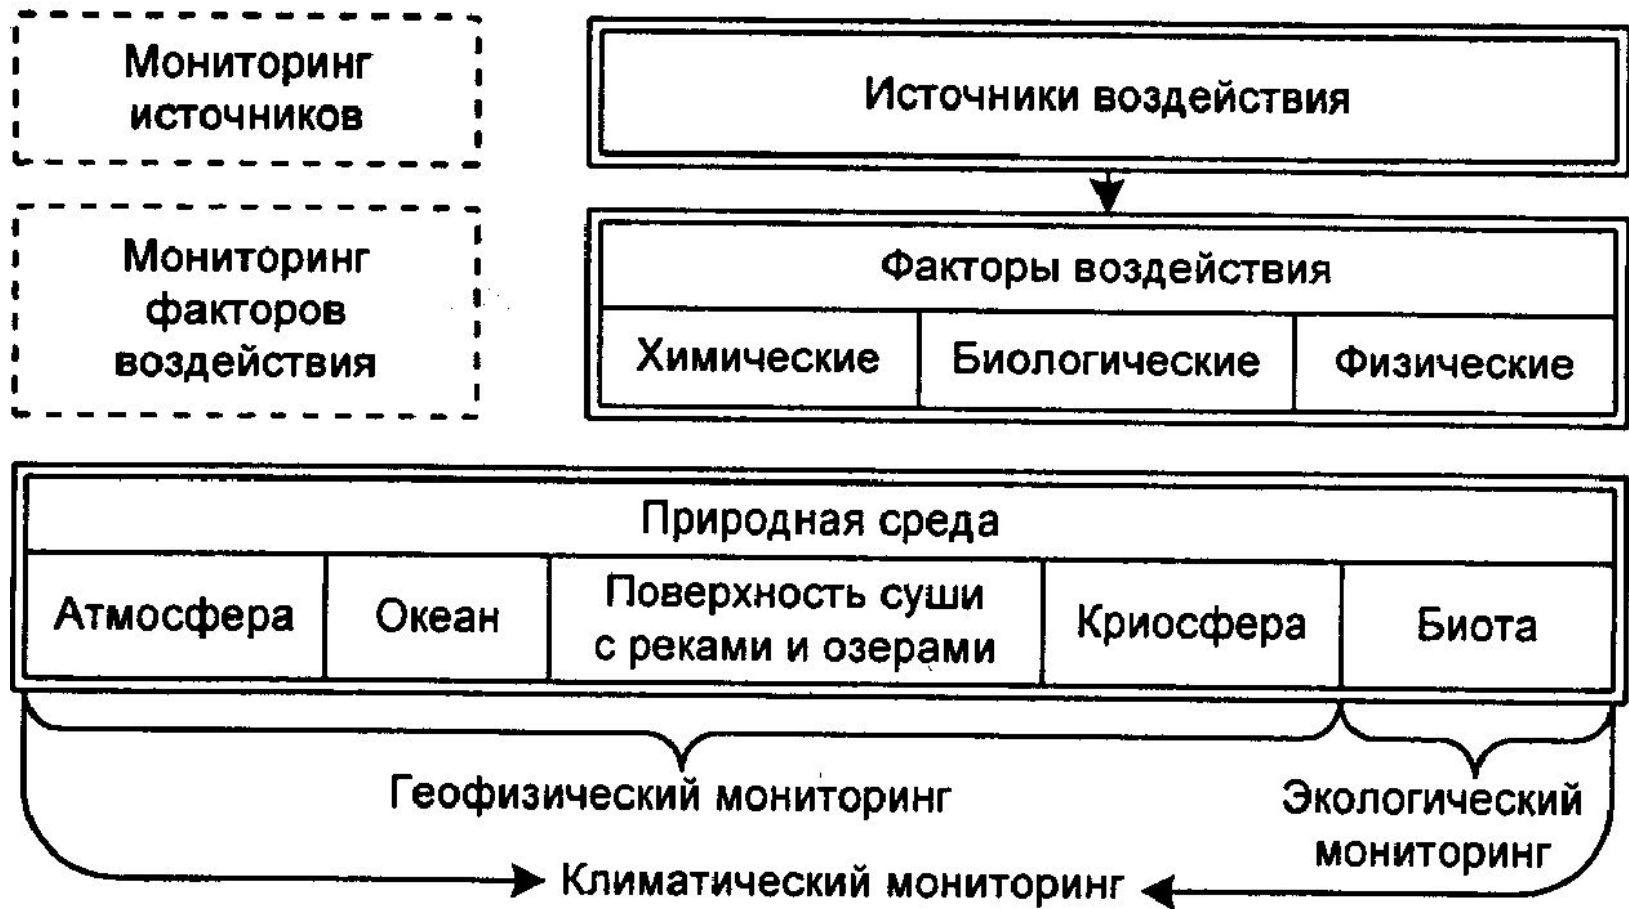 Мониторинг
источников
Источники воздействия
Мониторинг
факторов
воздействия
Факторы воздействия
Химические
Биологические
Физические
Природная среда
Атмосфера
Океан
Поверхность суши
с реками и озерами
Криосфера
Биота
Геофизический мониторинг
Экологический
мониторинг
Климатический мониторинг